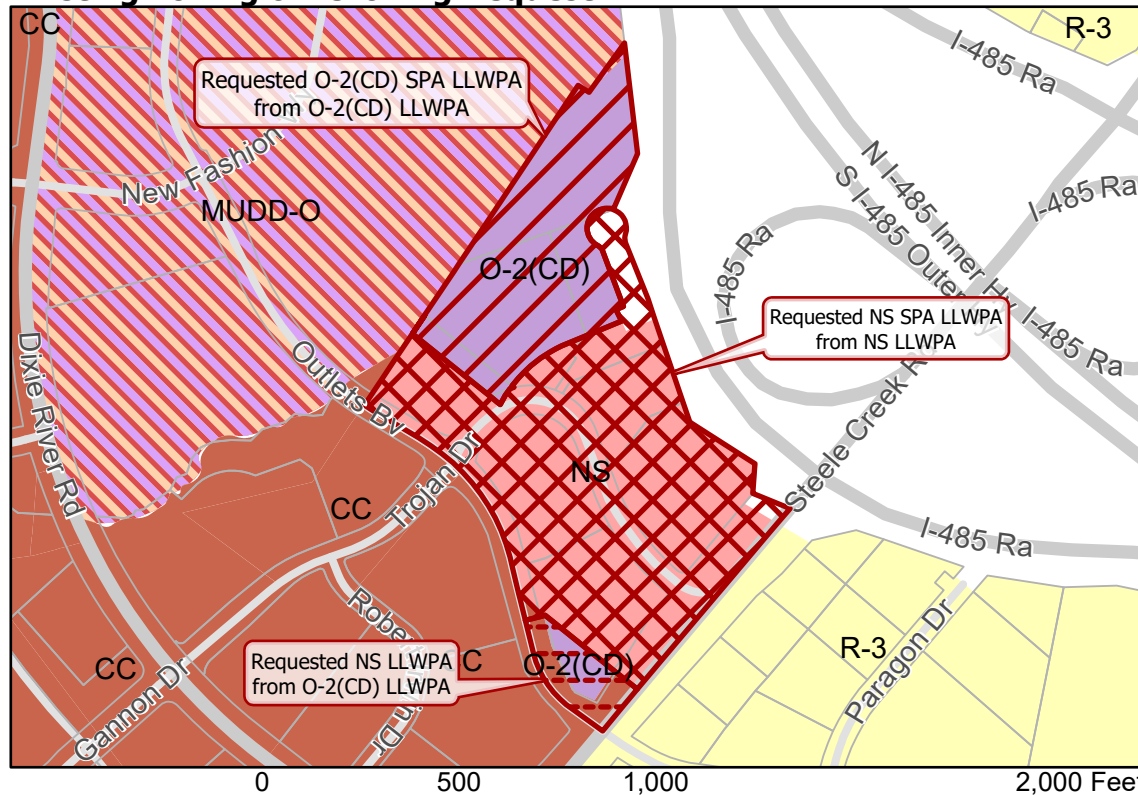 CC
R-3
I-485 Ra
Requested O-2(CD) SPA LLWPA
from O-2(CD) LLWPA
New Fashion
MUDD-O
N I-485 Inner Hy
S I-485 Outer
I-485 Ra
O-2(CD)
I-485 Ra
Requested NS SPA LLWPA
from NS LLWPA
I-485 Ra
Dixie River Rd
Outlets Bv
Trojan Dr
Steele Creek
NS
CC
I-485 Ra
Paragon Dr
R-3
CC
Gannon Dr
Requested NS LLWPA
from O-2(CD) LLWPA
C
O-2(CD)
Dr
0 500 1,000 2,000 Feet